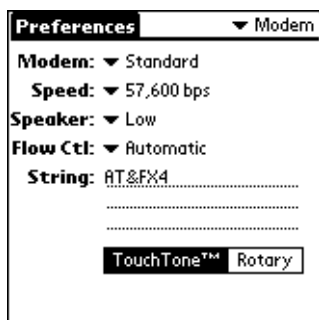 Preferences ▼ Modem
Modem: ▼ Standard
Speed: ▼ 57,600 bps
Speaker: ▼ Low
Flow Ctl: ▼ Automatic
String: AT&FX4
TouchTone™ Rotary